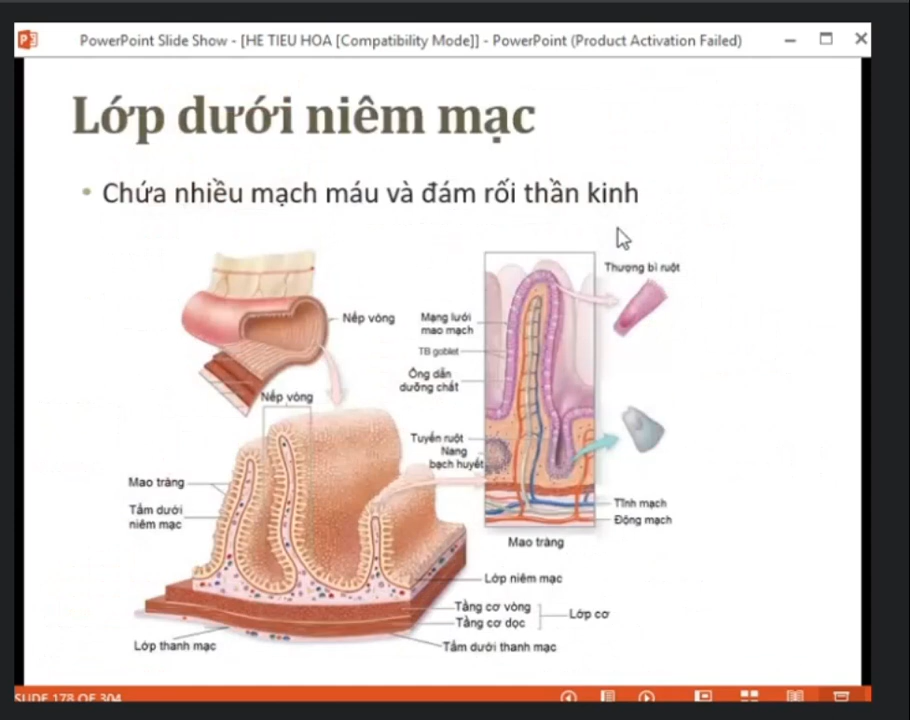 PowerPoint Slide Show - [HE TIEU HOA [Compatibility Mode]] - PowerPoint (Product Activation Failed)
Lớp dưới niêm mạc
• Chứa nhiều mạch máu và đám rối thần kinh
Thượng bì ruột
Nếp vòng
Mạng lưới
mao mạch
TB goblet
Ống dẫn
dưỡng chất
Nếp vòng
Tuyến ruột
Nang
bạch huyết
Mao tràng
Tấm dưới
niêm mạc
Tĩnh mạch
Động mạch
Mao tràng
Lớp niêm mạc
Tầng cơ vòng
Tầng cơ dọc
Lớp cơ
Lớp thanh mạc
Tấm dưới thanh mạc
SLIDE 178 OF 304